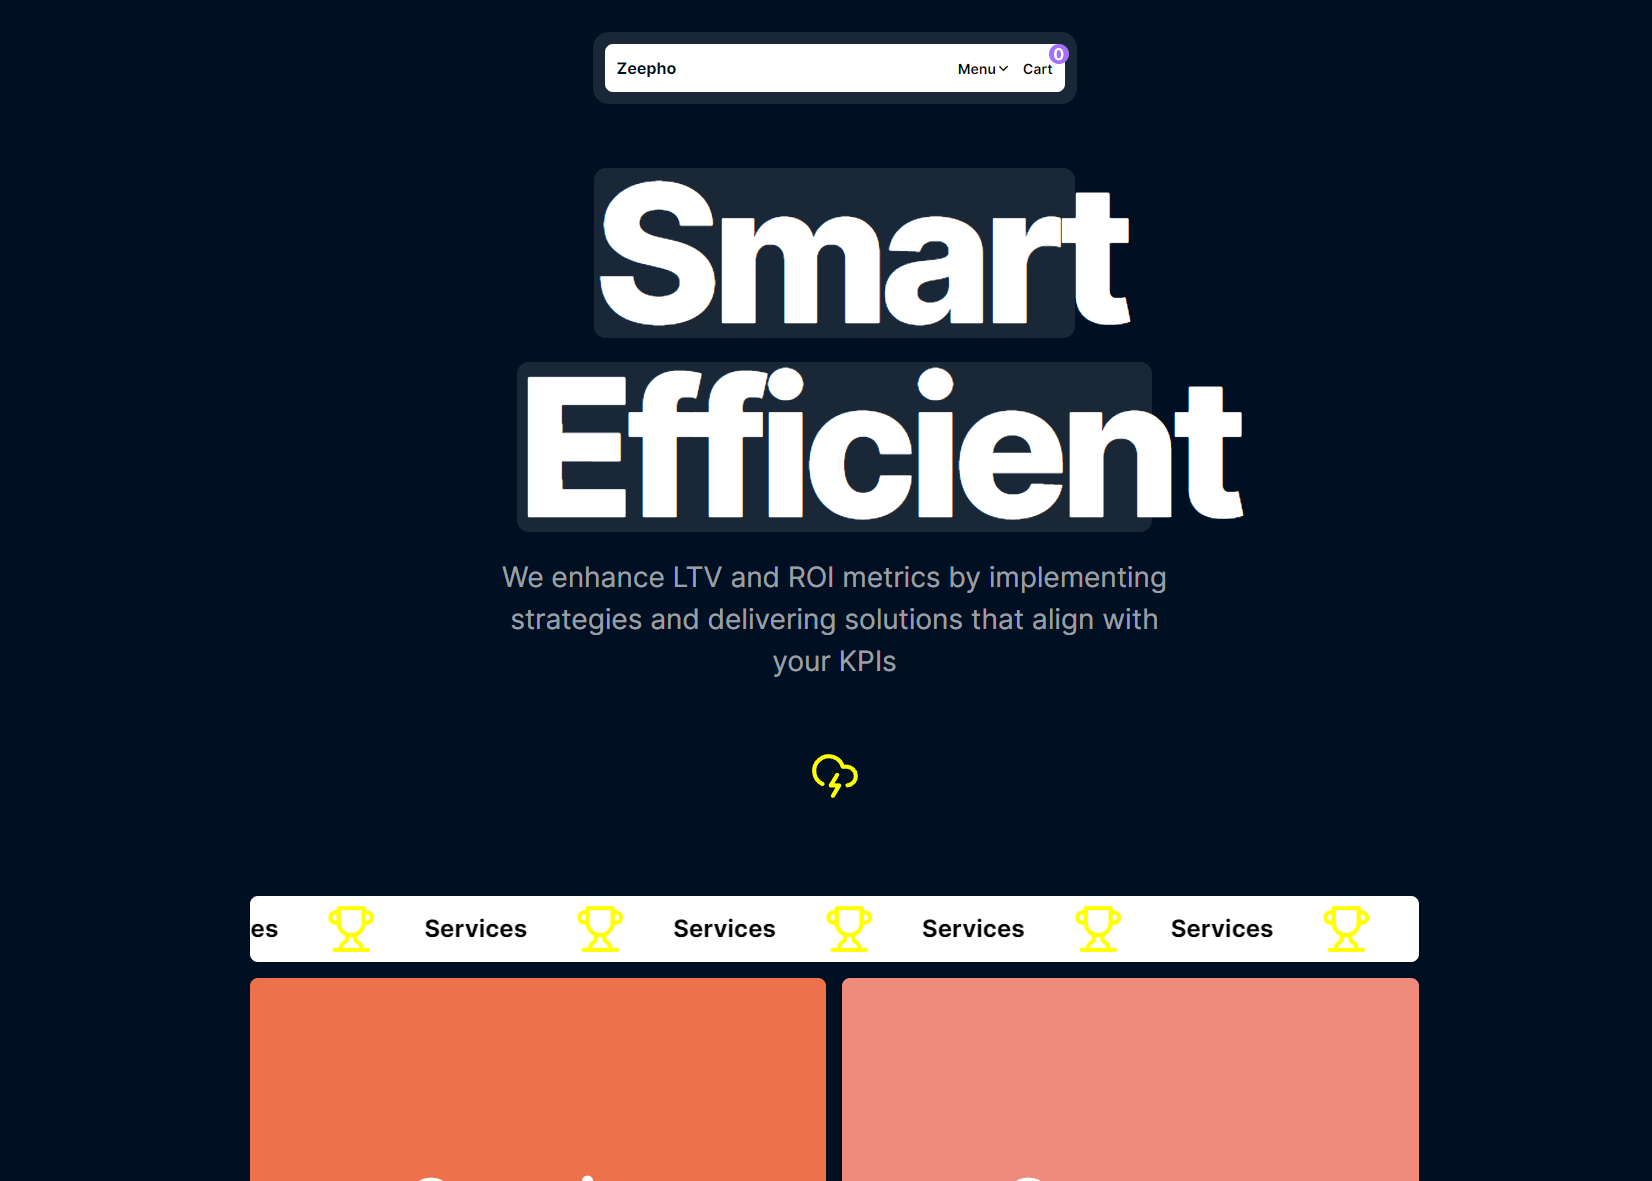 Zeepho
Menu
Cart
0
Smart
Efficient
We enhance LTV and ROI metrics by implementing
strategies and delivering solutions that align with
your KPIs
es Services Services Services Services